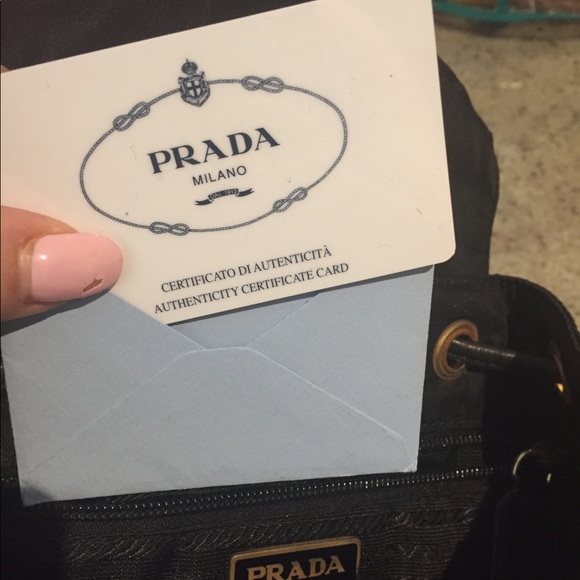 PRADA
MILANO
DAL 1913
CERTIFICATO DI AUTENTICITÀ
AUTHENTICITY CERTIFICATE CARD
PRADA